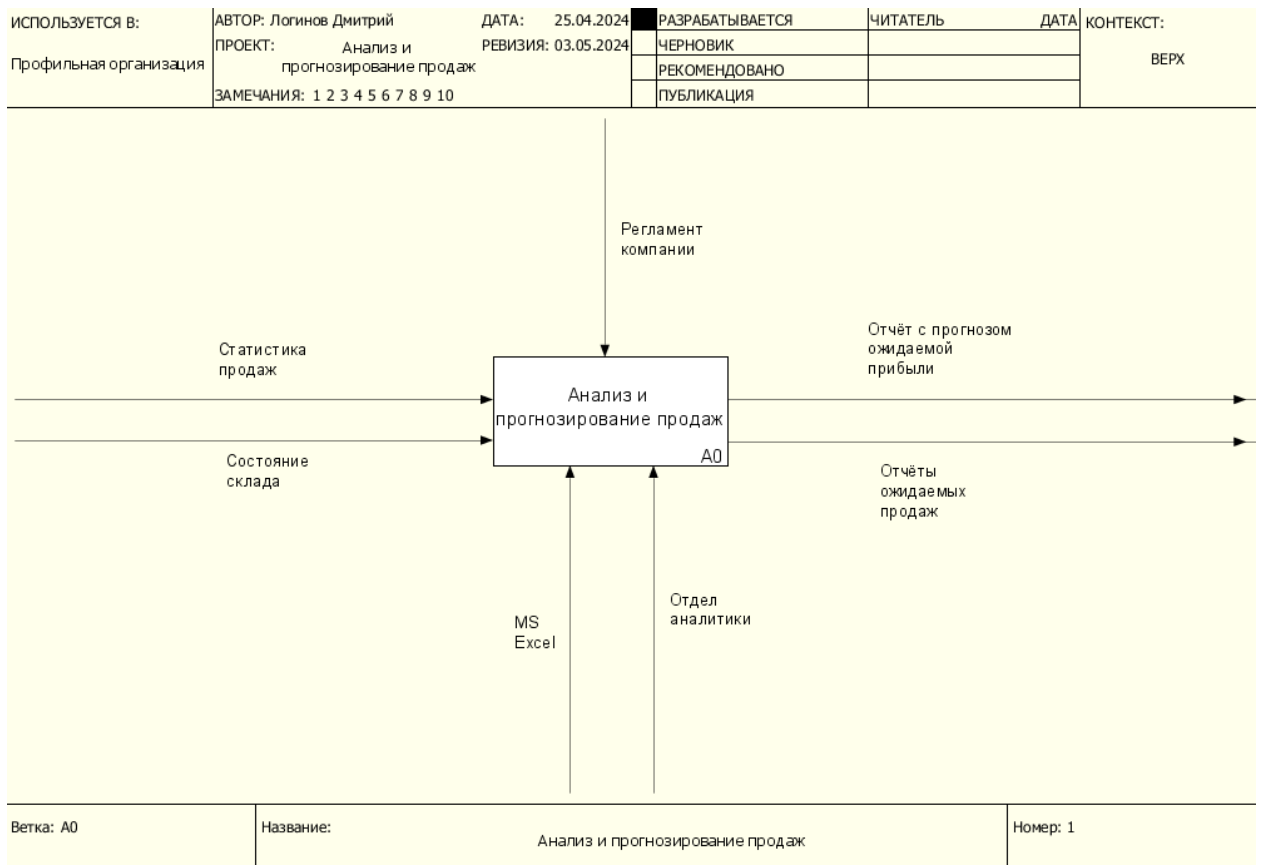 ИСПОЛЬЗУЕТСЯ В:
Профильная организация
АВТОР: Логинов Дмитрий
ДАТА: 25.04.2024
ПРОЕКТ: Анализ и
прогнозирование продаж
РЕВИЗИЯ: 03.05.2024
ЗАМЕЧАНИЯ: 1 2 3 4 5 6 7 8 9 10
РАЗРАБАТЫВАЕТСЯ
ЧЕРНОВИК
РЕКОМЕНДОВАНО
ПУБЛИКАЦИЯ
ЧИТАТЕЛЬ ДАТА
КОНТЕКСТ:
ВЕРХ
Регламент
компании
Статистика
продаж
Состояние
склада
Анализ и
прогнозирование продаж
A0
Отчёт с прогнозом
ожидаемой
прибыли
Отчёты
ожидаемых
продаж
MS
Excel
Отдел
аналитики
Ветка: A0
Название:
Анализ и прогнозирование продаж
Номер: 1